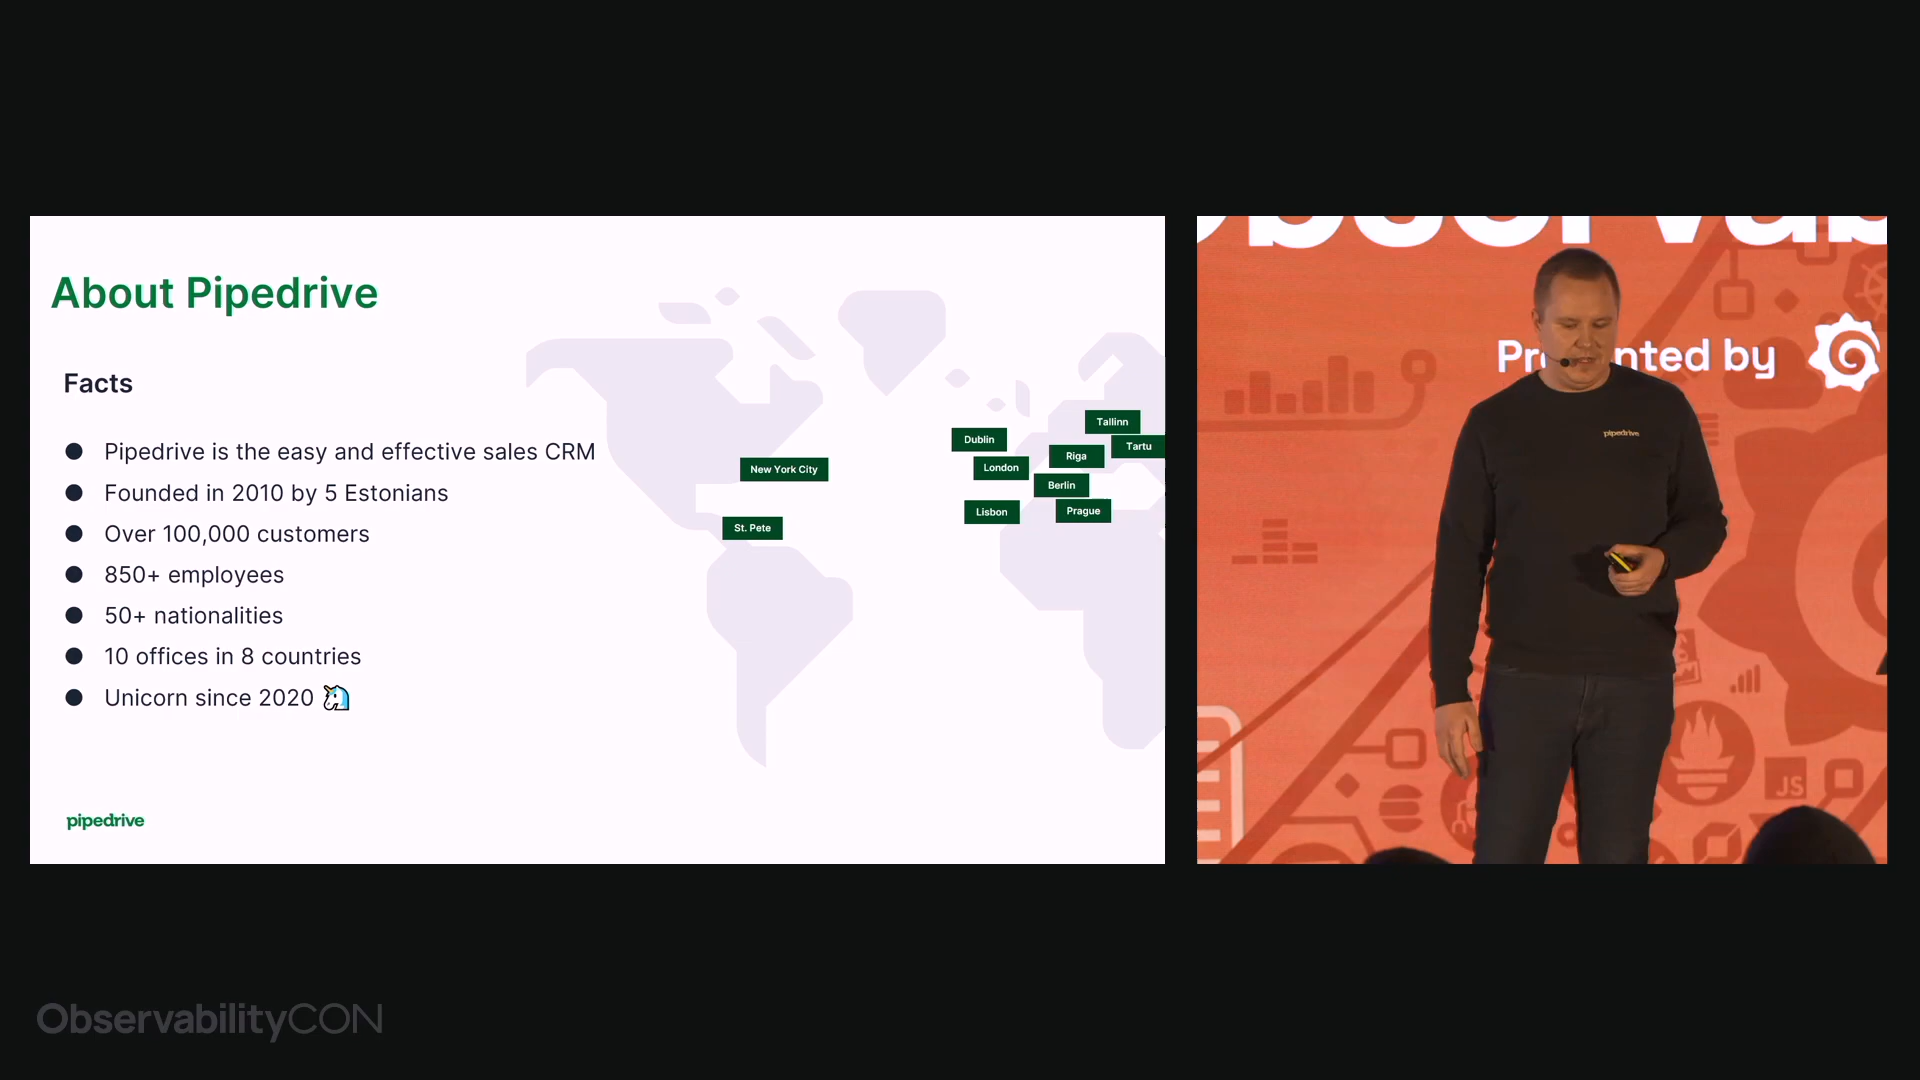 About Pipedrive
Facts
Pipedrive is the easy and effective sales CRM
Founded in 2010 by 5 Estonians
Over 100,000 customers
850+ employees
50+ nationalities
10 offices in 8 countries
Unicorn since 2020
pipedrive
New York City
St. Pete
Dublin
London
Lisbon
Tallinn
Tartu
Riga
Berlin
Prague
by
pipedrive
JS
ObservabilityCON